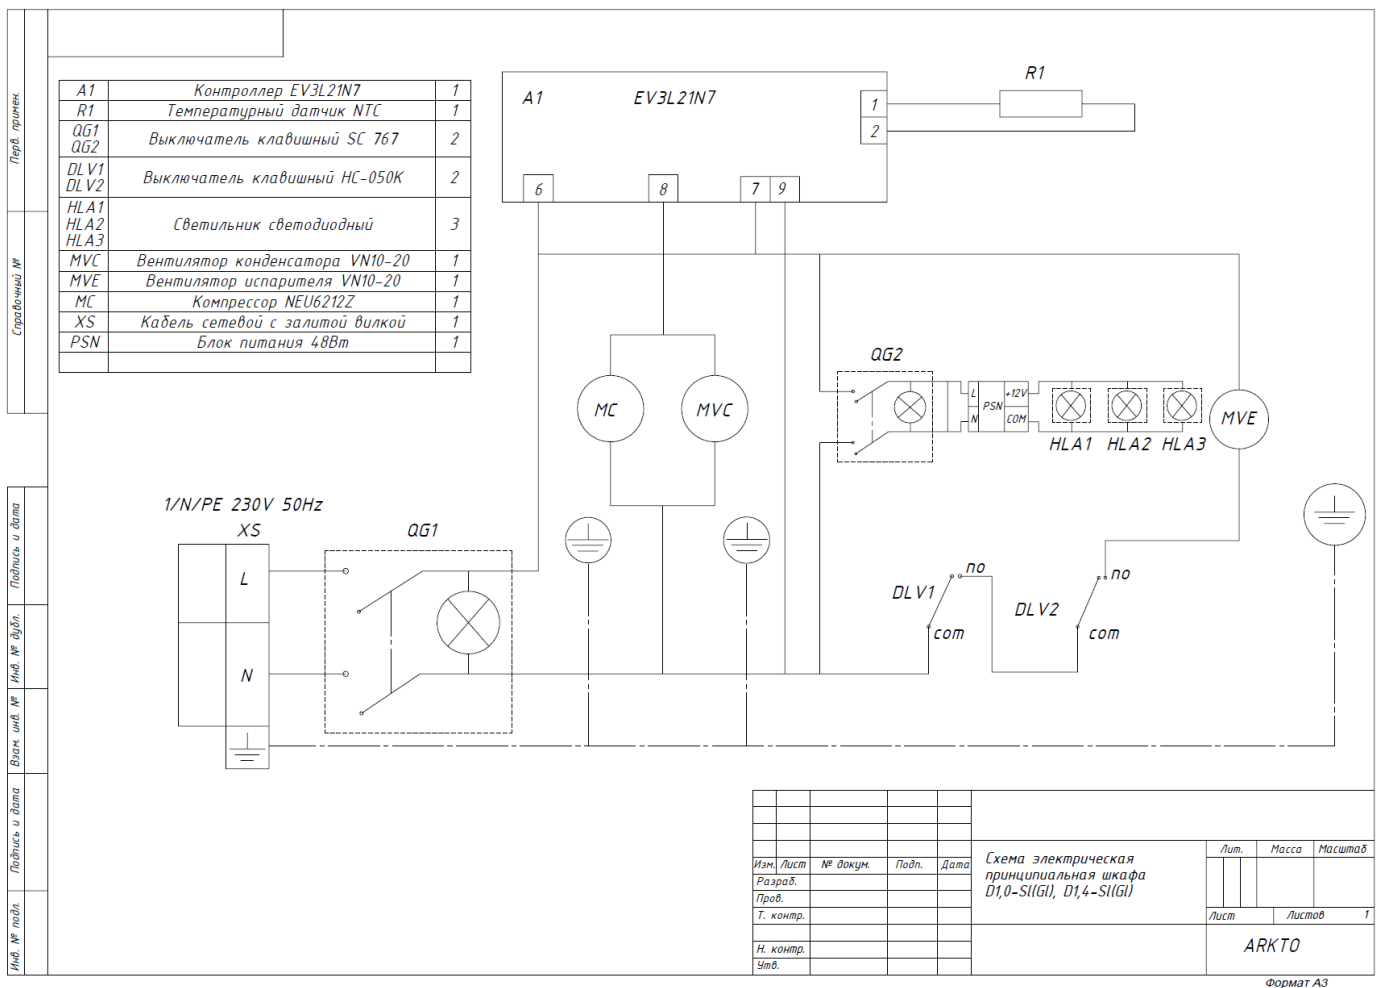 Перв. примен.
Справочный №
Подпись и дата
Инв. № дубл.
Взам. инв. №
Подпись и дата
Инв. № подл.
A1 Контроллер EV3L21N7 1
R1 Температурный датчик NTC 1
QG1
QG2 Выключатель клавишный SC 767 2
DLV1
DLV2 Выключатель клавишный HC-050K 2
HLA1
HLA2 Светильник светодиодный 3
HLA3
MVC Вентилятор конденсатора VN10-20 1
MVE Вентилятор испарителя VN10-20 1
MC Компрессор NEU6212Z 1
XS Кабель сетевой с залитой вилкой 1
PSN Блок питания 48Вт 1
A1 EV3L21N7
1
2
R1
6 8 7 9
MC MVC
QG2
L PSN +12V
N COM
HLA1 HLA2 HLA3
MVE
1/N/PE 230V 50Hz
XS
QG1
L
N
DLV1 no
com
DLV2 no
com
Изм. Лист № докум. Подп. Дата
Разраб.
Пров.
Т. контр.
Н. контр.
Утв.
Схема электрическая
принципиальная шкафа
D1,0-Sl(Gl), D1,4-Sl(Gl)
Лит. Масса Масштаб
Лист Листов 1
ARKTO
Формат А3